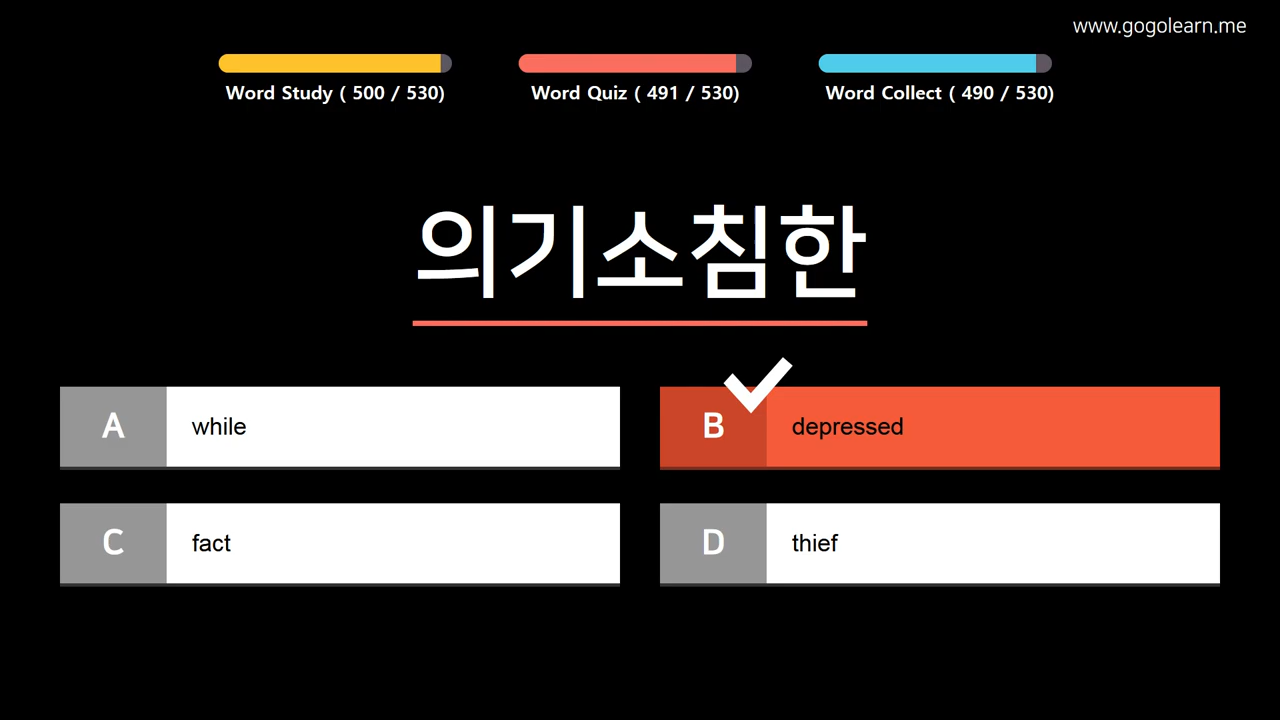 www.gogolearn.me
Word Study ( 500 / 530)
Word Quiz ( 491 / 530)
Word Collect ( 490 / 530)
의기소침한
A while
B depressed
C fact
D thief